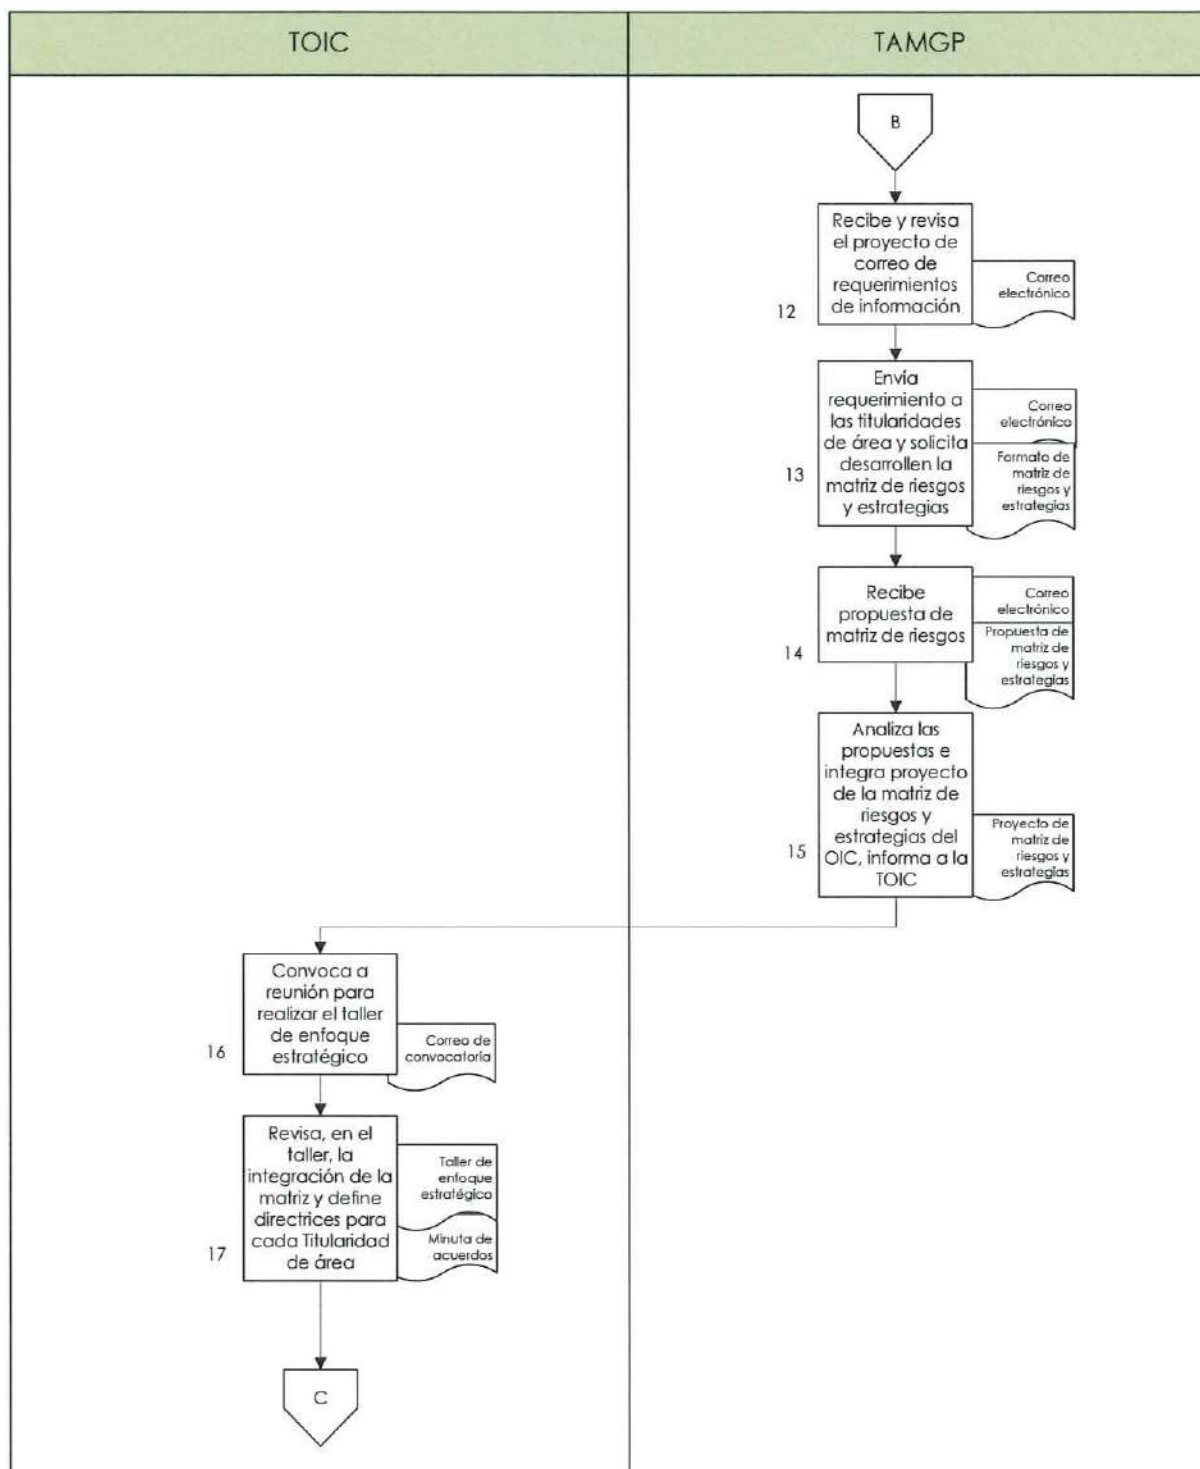 TOIC
TAMGP
B
Recibe y revisa
el proyecto de
correo de
requerimientos
de información
Correo
electrónico
12
Envía
requerimiento a
las titularidades
de área y solicita
desarrollen la
matriz de riesgos
y estrategias
Correo
electrónico
Formato de
matriz de
riesgos y
estrategias
13
Recibe
propuesta de
matriz de riesgos
Correo
electrónico
Propuesta de
matriz de
riesgos y
estrategias
14
Analiza las
propuestas e
integra proyecto
de la matriz de
riesgos y
estrategias del
OIC, informa a la
TOIC
Proyecto de
matriz de
riesgos y
estrategias
15
Convoca a
reunión para
realizar el taller
de enfoque
estratégico
Correo de
convocatoria
16
Revisa, en el
taller, la
integración de la
matriz y define
directrices para
cada Titularidad
de área
Taller de
enfoque
estratégico
Minuta de
acuerdos
17
C